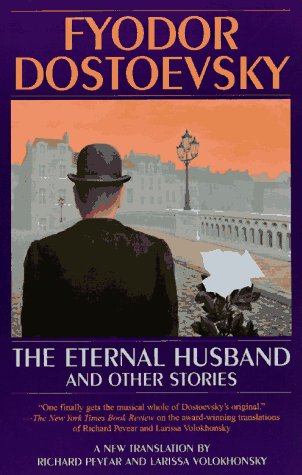 FYODOR
DOSTOEVSKY
THE ETERNAL HUSBAND
AND OTHER STORIES
"One finally gets the musical whole of Dostoevsky's original."
—The New York Times Book Review on the award-winning translations
of Richard Pevear and Larissa Volokhonsky
A NEW TRANSLATION BY
RICHARD PEVEAR AND LARISSA VOLOKHONSKY